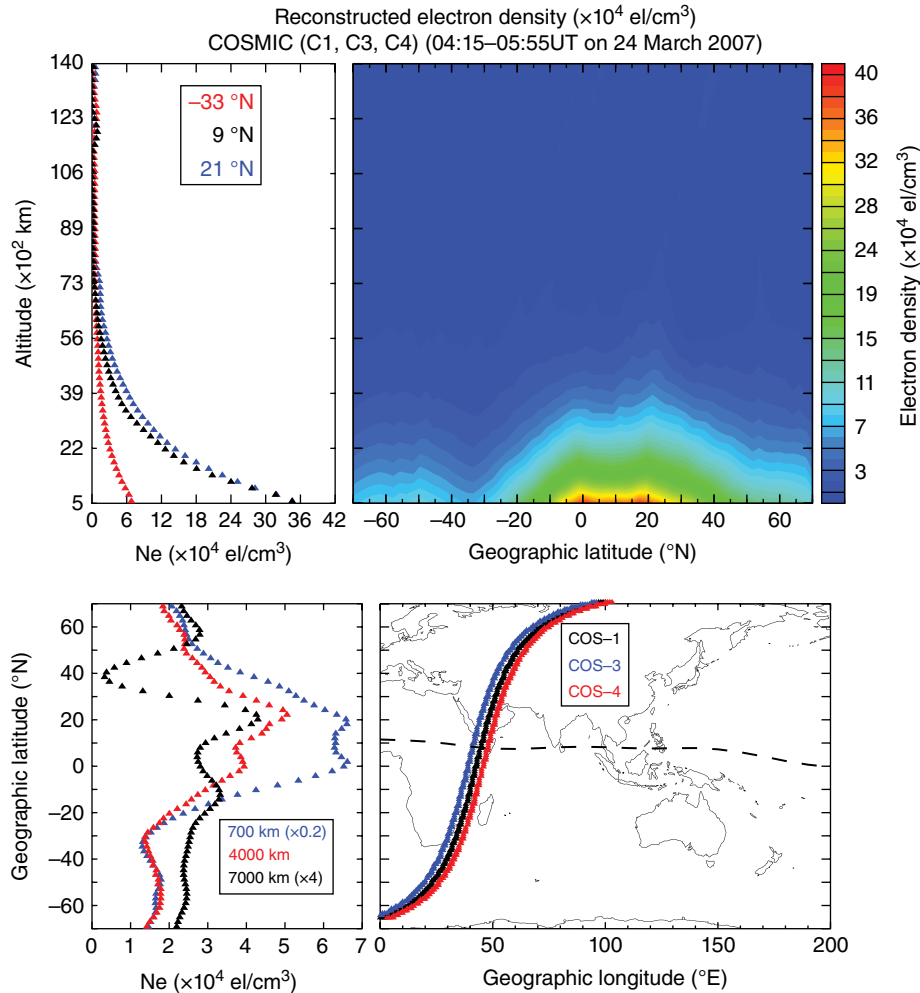 Reconstructed electron density (×10⁴ el/cm³)
COSMIC (C1, C3, C4) (04:15–05:55UT on 24 March 2007)
140
123
106
89
73
56
39
22
5
Altitude (×10² km)
–33 °N
9 °N
21 °N
0 6 12 18 24 30 36 42
Ne (×10⁴ el/cm³)
−60 −40 −20 0 20 40 60
Geographic latitude (°N)
40
36
32
28
24
19
15
11
7
3
Electron density (×10⁴ el/cm³)
60
40
20
0
−20
−40
−60
Geographic latitude (°N)
700 km (×0.2)
4000 km
7000 km (×4)
0 1 2 3 4 5 6 7
Ne (×10⁴ el/cm³)
COS–1
COS–3
COS–4
0 50 100 150 200
Geographic longitude (°E)